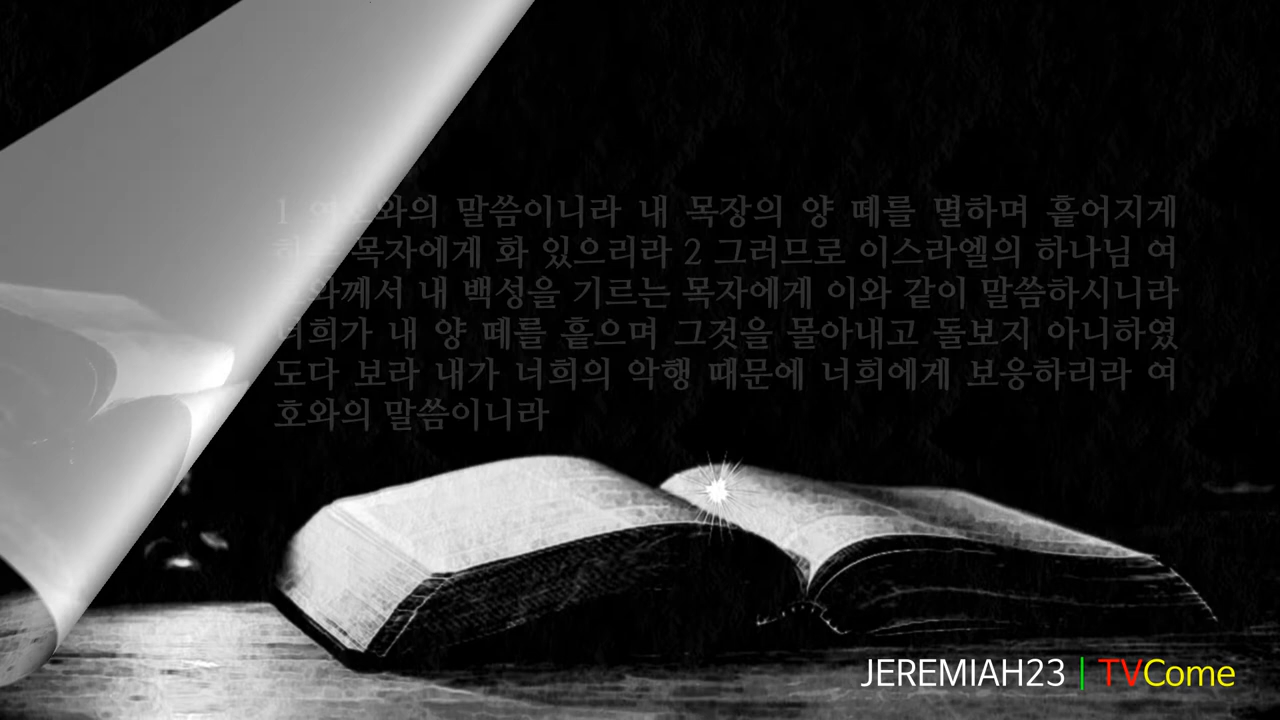 1 여호와의 말씀이니라 내 목장의 양 떼를 멸하며 흩어지게
하는 목자에게 화 있으리라 2 그러므로 이스라엘의 하나님 여
호와께서 내 백성을 기르는 목자에게 이와 같이 말씀하시니라
너희가 내 양 떼를 흩으며 그것을 몰아내고 돌보지 아니하였
도다 보라 내가 너희의 악행 때문에 너희에게 보응하리라 여
호와의 말씀이니라
JEREMIAH23 | TVCome